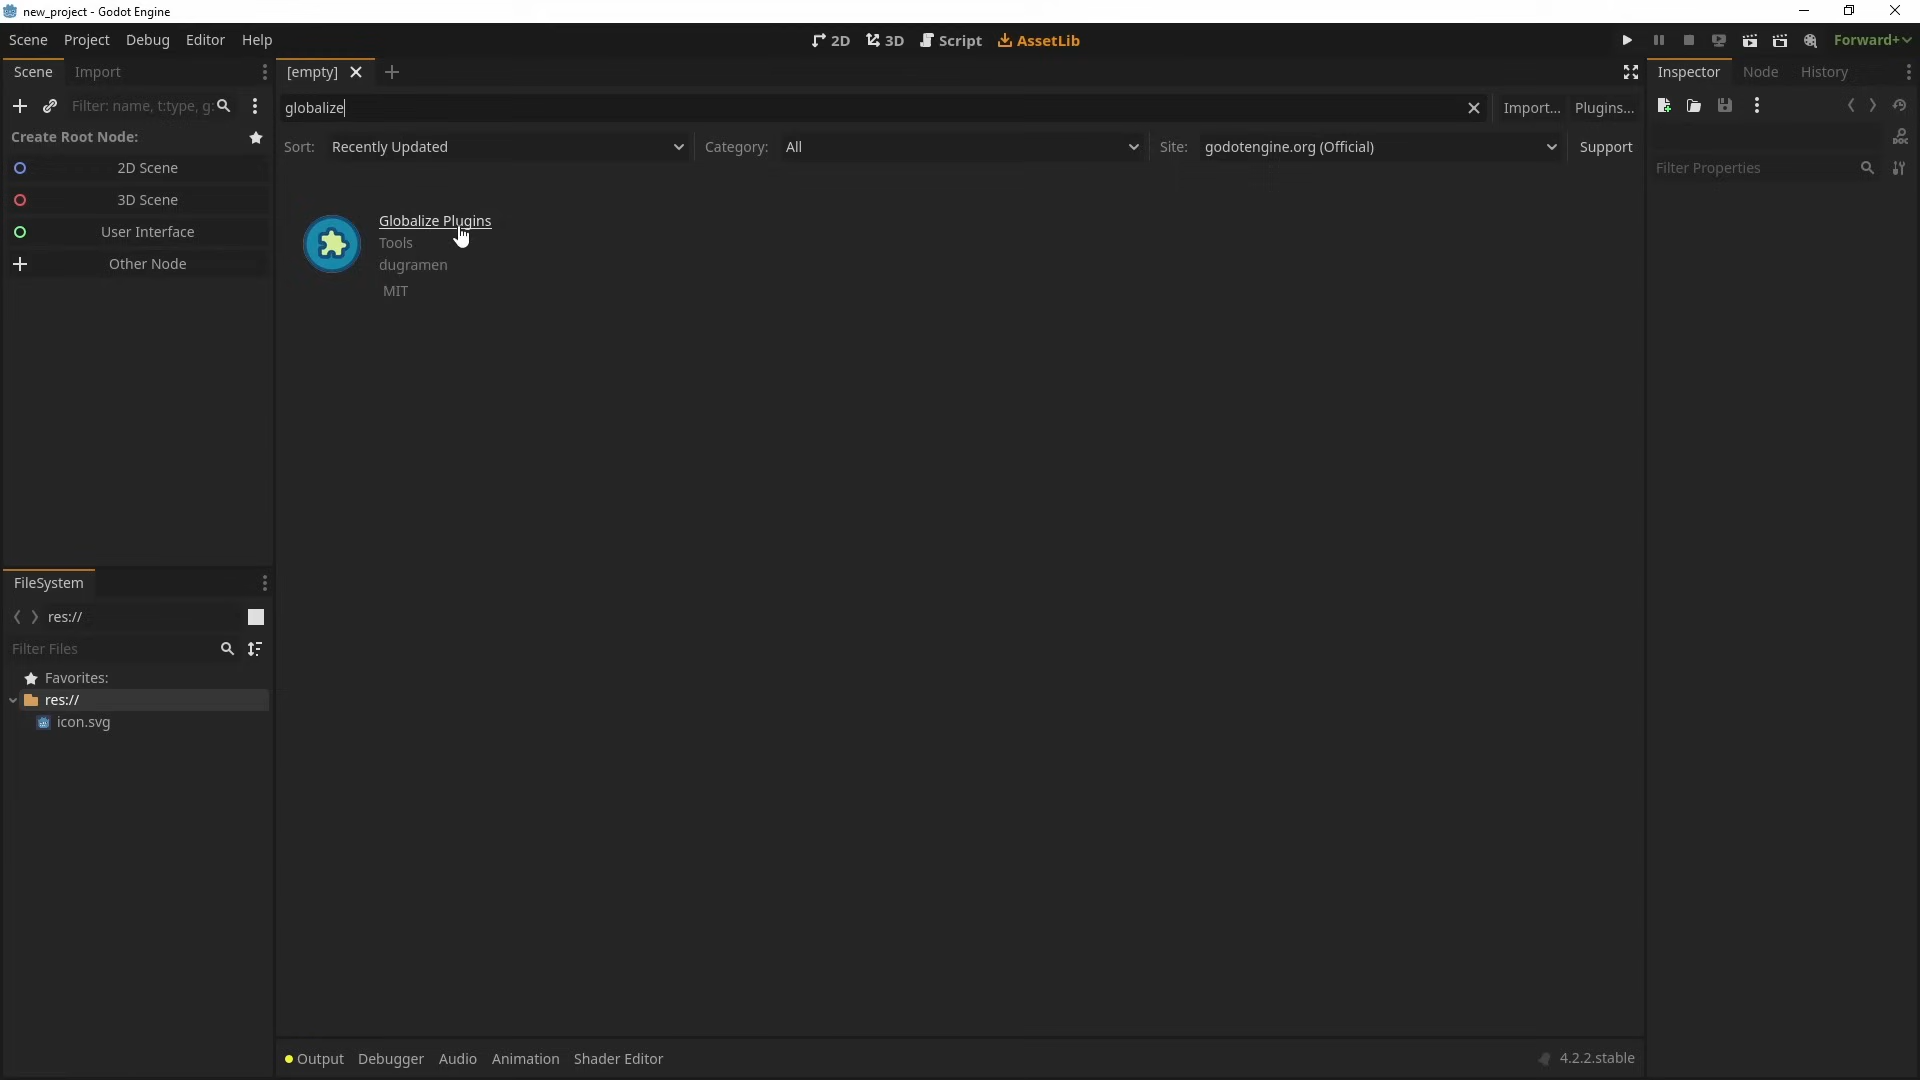 new_project - Godot Engine
Scene Project Debug Editor Help
2D 3D Script AssetLib
Forward+
Scene Import
[empty]
Inspector Node History
Filter: name, t:type, g:
globalize
Import... Plugins...
Create Root Node:
Sort: Recently Updated Category: All Site: godotengine.org (Official) Support
DOC
Filter Properties
2D Scene
3D Scene
User Interface
Other Node
Globalize Plugins
Tools
dugramen
MIT
FileSystem
res://
Filter Files
Favorites:
res://
icon.svg
Output Debugger Audio Animation Shader Editor
4.2.2.stable